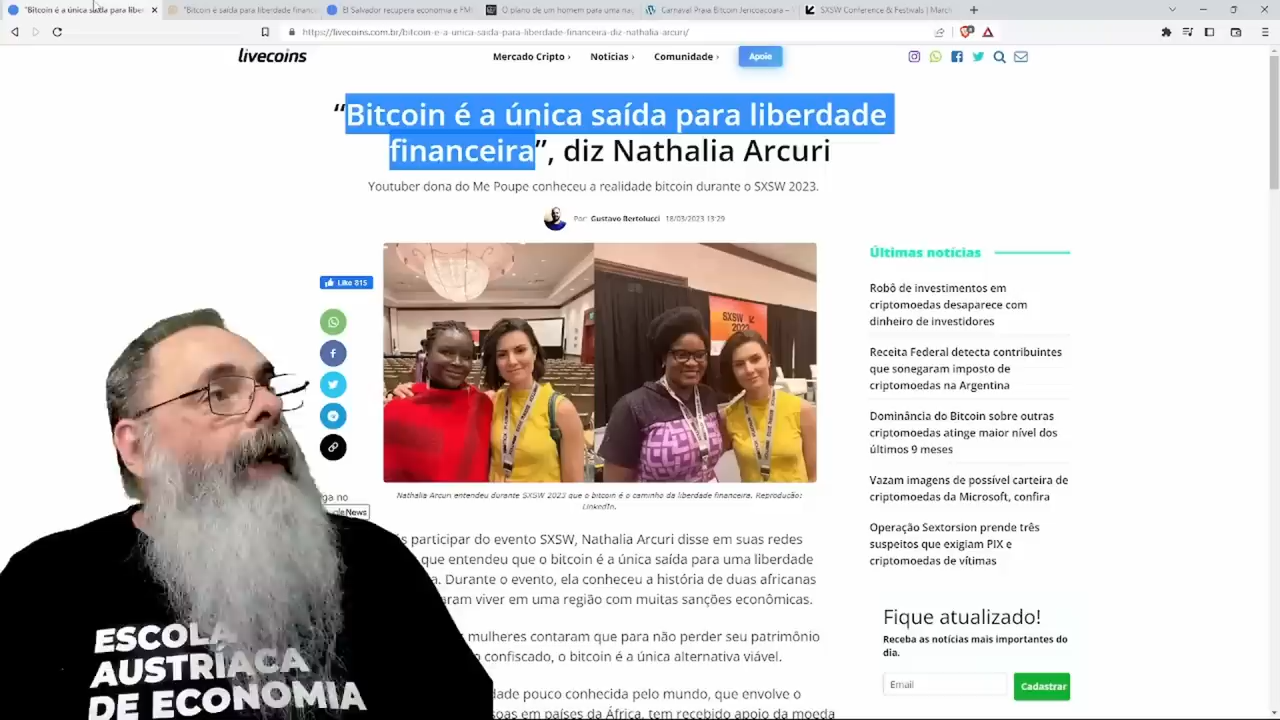 "Bitcoin é a única saída para liber
"Bitcoin é saída para liberdade financ
El Salvador recupera economia e FM
O plano de um homem para uma naç
Carnaval Praia Bitcoin Jericoacoara –
SXSW Conference & Festivals | March
https://livecoins.com.br/bitcoin-e-a-unica-saida-para-liberdade-financeira-diz-nathalia-arcuri/
livecoins
Mercado Cripto ›
Notícias ›
Comunidade ›
Apoie
“Bitcoin é a única saída para liberdade
financeira”, diz Nathalia Arcuri
Youtuber dona do Me Poupe conheceu a realidade bitcoin durante o SXSW 2023.
Por: Gustavo Bertolucci 18/03/2023 13:29
Like 815
SXSW
Nathalia Arcuri entendeu durante SXSW 2023 que o bitcoin é o caminho da liberdade financeira. Reprodução:
LinkedIn.
ga no
News
participar do evento SXSW, Nathalia Arcuri disse em suas redes
que entendeu que o bitcoin é a única saída para uma liberdade
a. Durante o evento, ela conheceu a história de duas africanas
aram viver em uma região com muitas sanções econômicas.
mulheres contaram que para não perder seu patrimônio
confiscado, o bitcoin é a única alternativa viável.
dade pouco conhecida pelo mundo, que envolve o
soas em países da África, tem recebido apoio da moeda
Últimas notícias
Robô de investimentos em
criptomoedas desaparece com
dinheiro de investidores
Receita Federal detecta contribuintes
que sonegaram imposto de
criptomoedas na Argentina
Dominância do Bitcoin sobre outras
criptomoedas atinge maior nível dos
últimos 9 meses
Vazam imagens de possível carteira de
criptomoedas da Microsoft, confira
Operação Sextorsion prende três
suspeitos que exigiam PIX e
criptomoedas de vítimas
Fique atualizado!
Receba as notícias mais importantes do
dia.
Email
Cadastrar
ESCOLA
AUSTRIACA
DE ECONOMIA